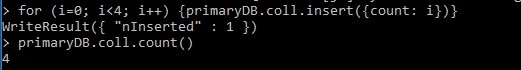 > for (i=0; i<4; i++) {primaryDB.coll.insert({count: i})}
WriteResult({ "nInserted" : 1 })
> primaryDB.coll.count()
4